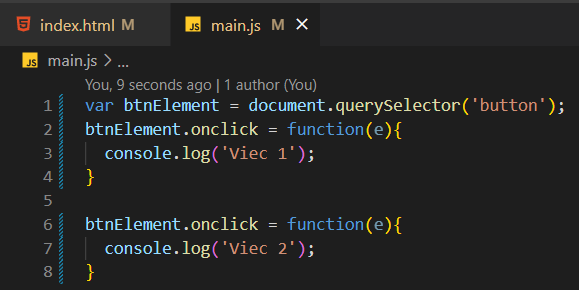 index.html M
JS main.js M ×
JS main.js > ...
You, 9 seconds ago | 1 author (You)
1 var btnElement = document.querySelector('button');
2 btnElement.onclick = function(e){
3 console.log('Viec 1');
4 }
5
6 btnElement.onclick = function(e){
7 console.log('Viec 2');
8 }